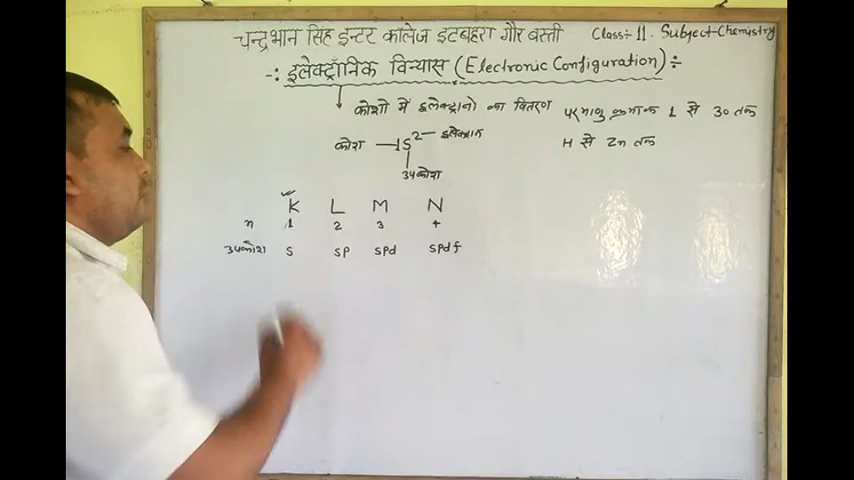 चन्द्रभान सिंह इन्टर कालेज इटबहरा गौर बस्ती Class÷ 11. Subject-Chemistry
-: इलेक्ट्रॉनिक विन्यास (Electronic Configuration) ÷
कोशो में इलेक्ट्रानो का वितरण परमाणु क्रमांक 1 से 30 तक
कोश — 1S² — इलेक्ट्रान H से Zn तक
उपकोश
K L M N
n 1 2 3 4
उपकोश s sp spd spdf